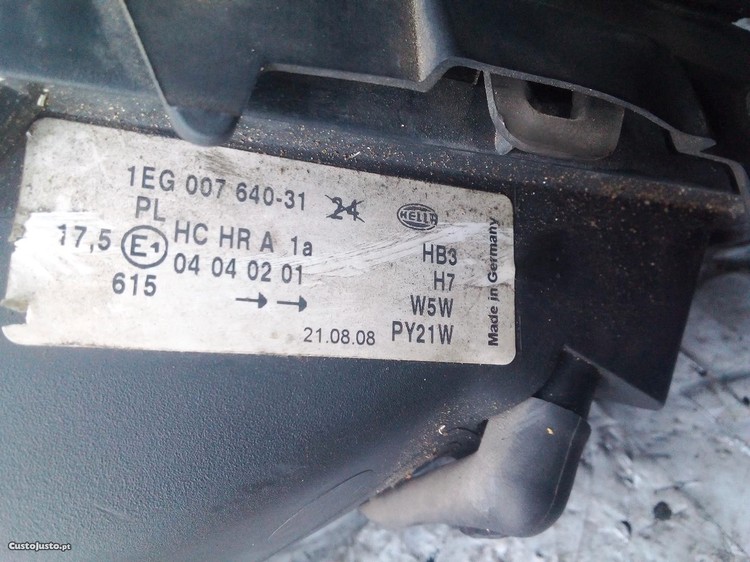 1EG 007 640-31 24
HELLA
PL
17,5 E1 HC HR A 1a
04 04 02 01
615
HB3
H7
W5W
PY21W
21.08.08
Made in Germany
CustoJusto.pt